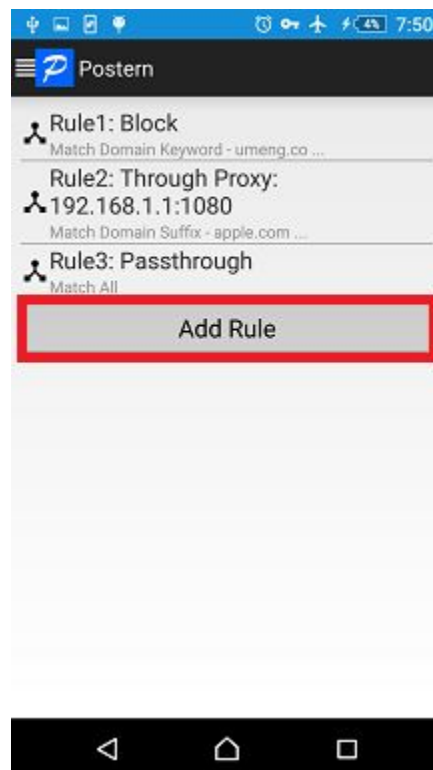 4% 7:50
Postern
Rule1: Block
Match Domain Keyword - umeng.co ...
Rule2: Through Proxy:
192.168.1.1:1080
Match Domain Suffix - apple.com ...
Rule3: Passthrough
Match All
Add Rule